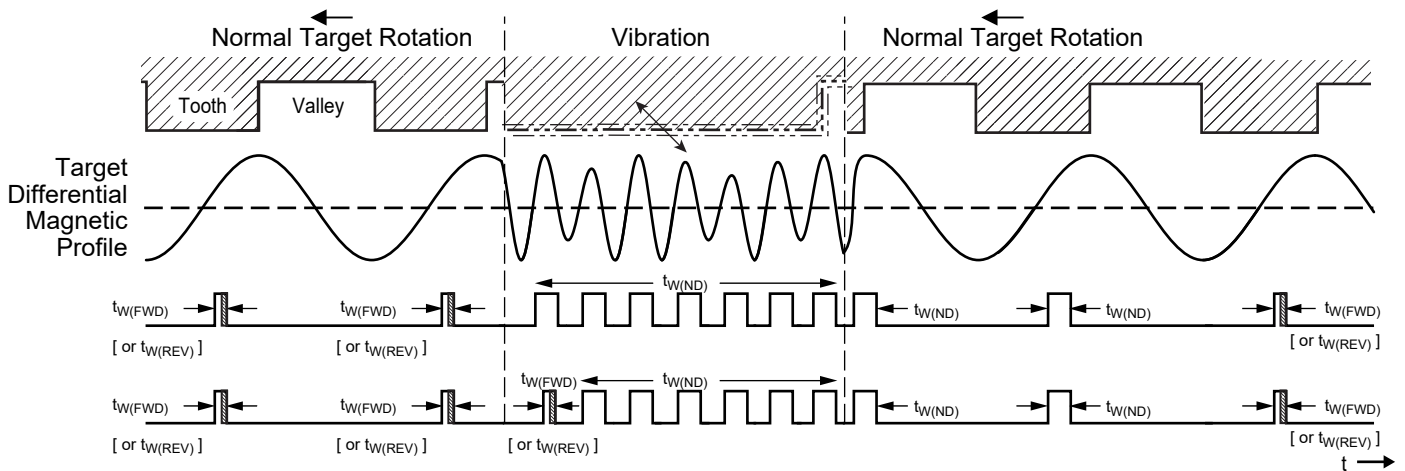 Normal Target Rotation Vibration Normal Target Rotation
Tooth Valley
Target
Differential
Magnetic
Profile
tW(ND)
tW(FWD) tW(FWD) tW(ND) tW(ND) tW(FWD)
[ or tW(REV) ] [ or tW(REV) ] [ or tW(REV) ]
tW(FWD) tW(ND)
tW(FWD) tW(FWD) tW(ND) tW(ND) tW(FWD)
[ or tW(REV) ] [ or tW(REV) ] [ or tW(REV) ] [ or tW(REV) ]
t